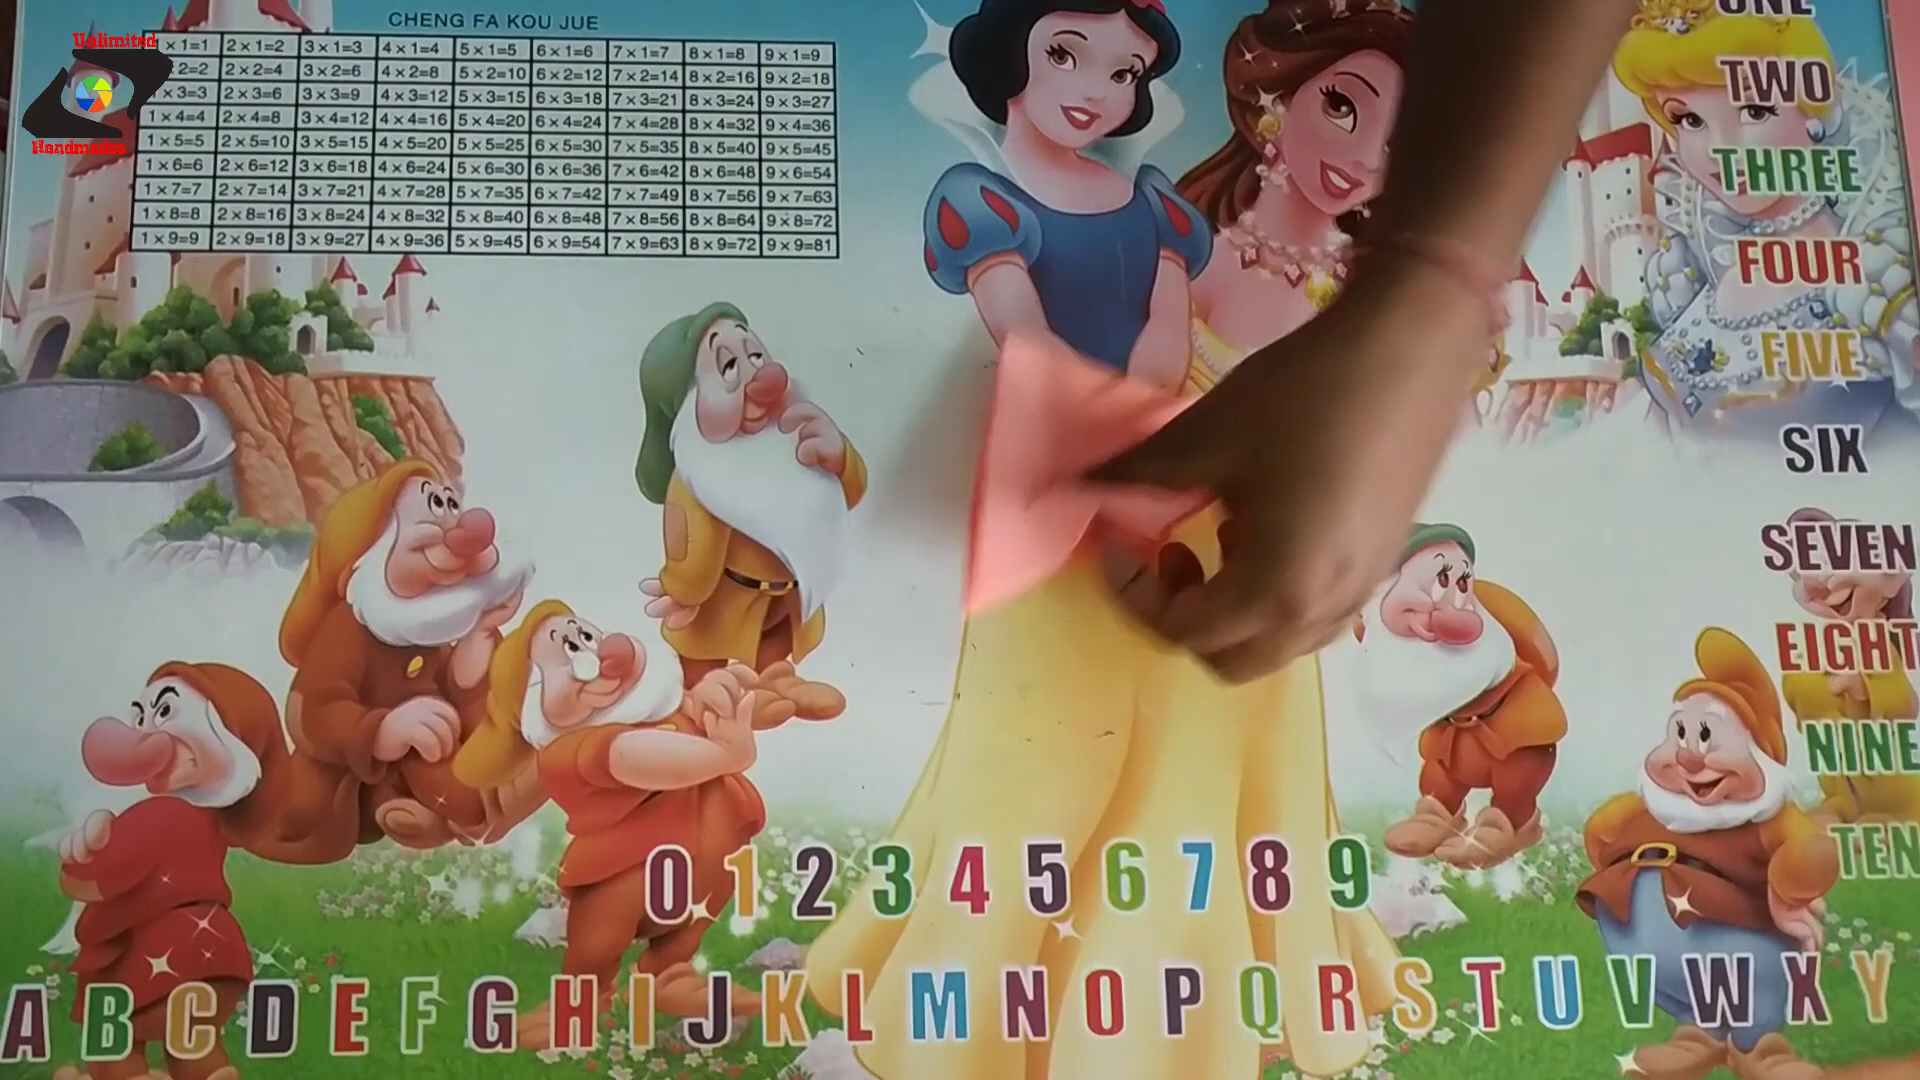 CHENG FA KOU JUE
Unlimited
Handmades
×1=1 2×1=2 3×1=3 4×1=4 5×1=5 6×1=6 7×1=7 8×1=8 9×1=9
2=2 2×2=4 3×2=6 4×2=8 5×2=10 6×2=12 7×2=14 8×2=16 9×2=18
×3=3 2×3=6 3×3=9 4×3=12 5×3=15 6×3=18 7×3=21 8×3=24 9×3=27
1×4=4 2×4=8 3×4=12 4×4=16 5×4=20 6×4=24 7×4=28 8×4=32 9×4=36
1×5=5 2×5=10 3×5=15 4×5=20 5×5=25 6×5=30 7×5=35 8×5=40 9×5=45
1×6=6 2×6=12 3×6=18 4×6=24 5×6=30 6×6=36 7×6=42 8×6=48 9×6=54
1×7=7 2×7=14 3×7=21 4×7=28 5×7=35 6×7=42 7×7=49 8×7=56 9×7=63
1×8=8 2×8=16 3×8=24 4×8=32 5×8=40 6×8=48 7×8=56 8×8=64 9×8=72
1×9=9 2×9=18 3×9=27 4×9=36 5×9=45 6×9=54 7×9=63 8×9=72 9×9=81
ONE
TWO
THREE
FOUR
FIVE
SIX
SEVEN
EIGHT
NINE
TEN
0 1 2 3 4 5 6 7 8 9
A B C D E F G H I J K L M N O P Q R S T U V W X Y